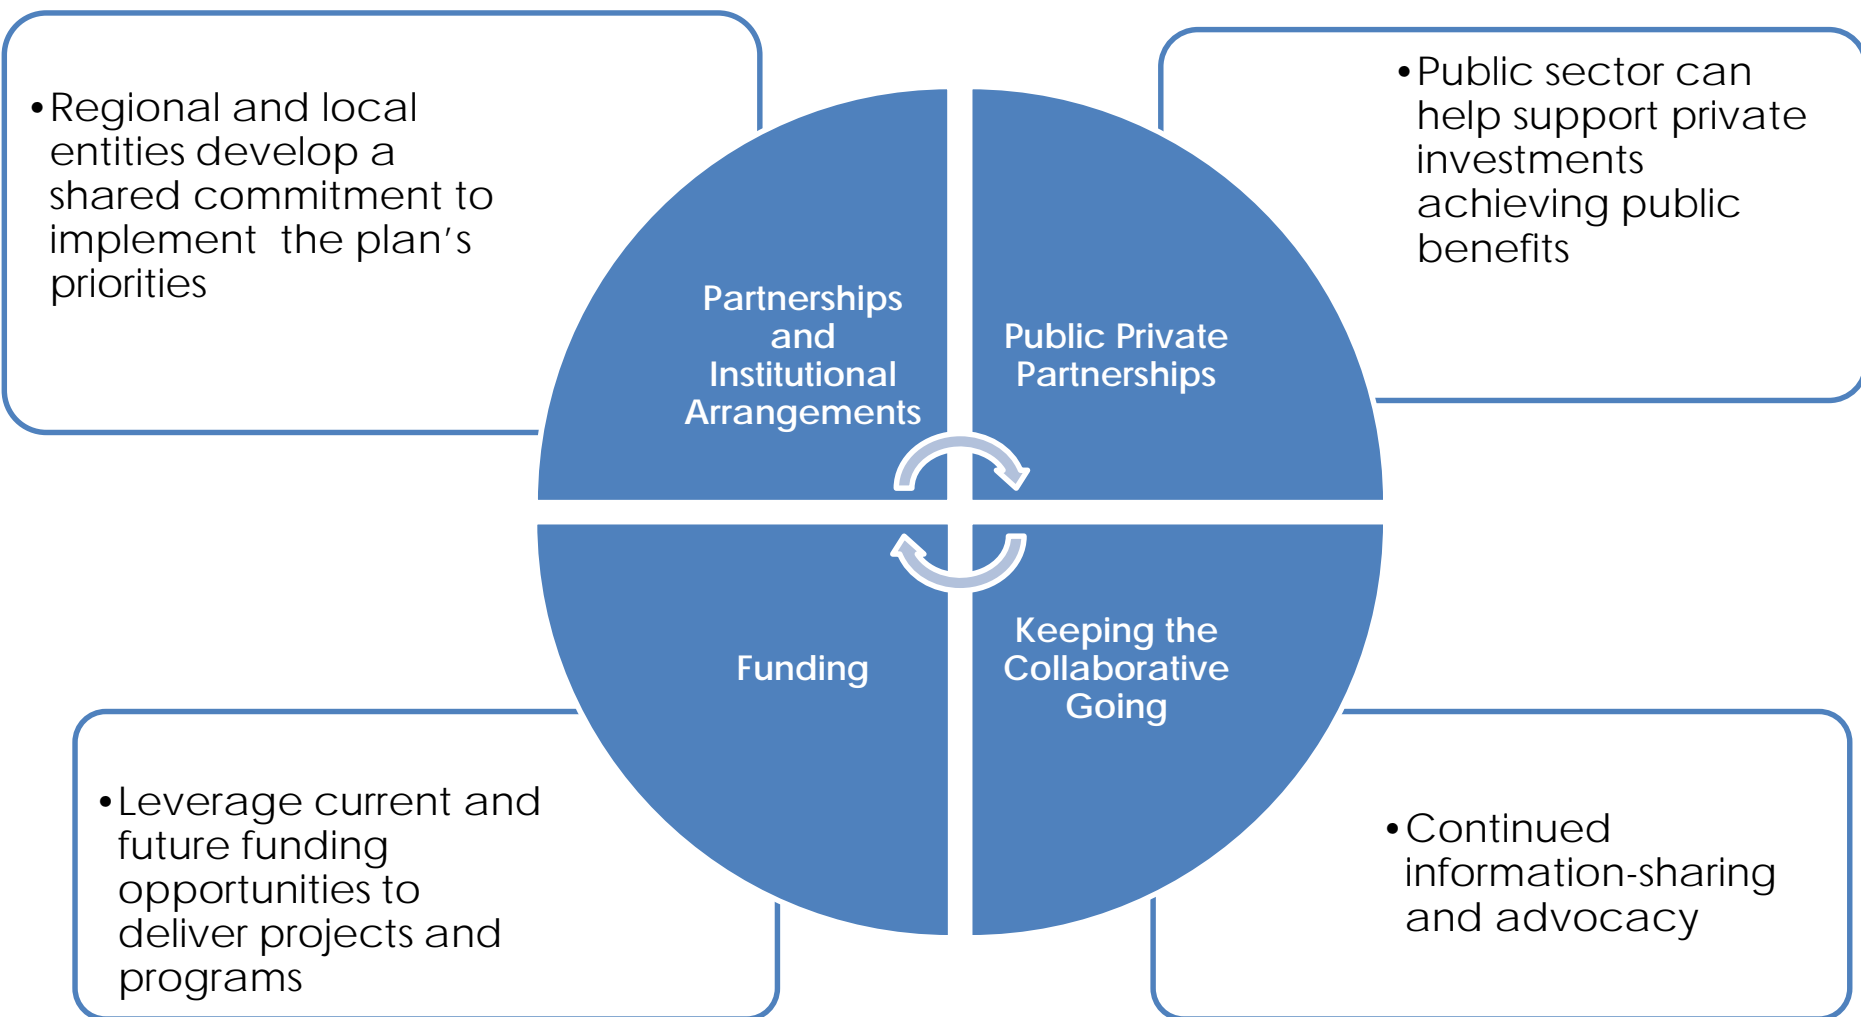 •Regional and local
entities develop a
shared commitment to
implement  the plan’s
priorities
•Public sector can
help support private
investments
achieving public
benefits
Partnerships
and
Institutional
Arrangements
Public Private
Partnerships
Funding
Keeping the
Collaborative
Going
•Leverage current and
future funding
opportunities to
deliver projects and
programs
•Continued
information-sharing
and advocacy